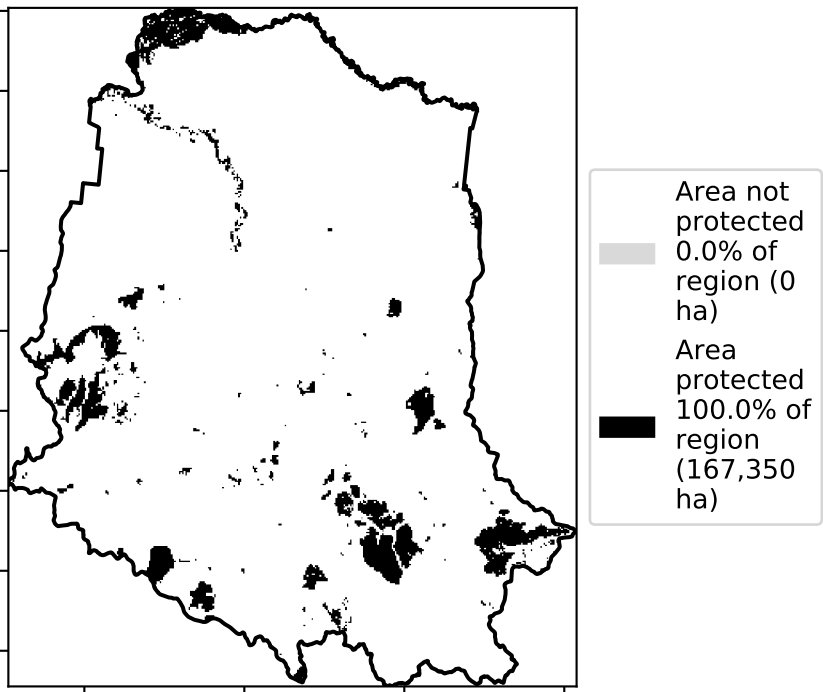 Area not
protected
0.0% of
region (0
ha)
Area
protected
100.0% of
region
(167,350
ha)